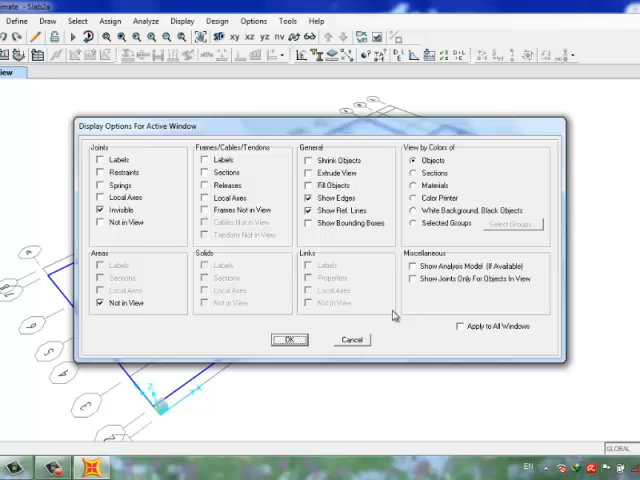 imate - Slab2a
Define Draw Select Assign Analyze Display Design Options Tools Help
xy xz yz nv
iew
Display Options For Active Window
Joints
Labels
Restraints
Springs
Local Axes
Invisible
Not in View
Frames/Cables/Tendons
Labels
Sections
Releases
Local Axes
Frames Not in View
Cables Not in View
Tendons Not in View
General
Shrink Objects
Extrude View
Fill Objects
Show Edges
Show Ref. Lines
Show Bounding Boxes
View by Colors of
Objects
Sections
Materials
Color Printer
White Background, Black Objects
Selected Groups
Select Groups...
Areas
Labels
Sections
Local Axes
Not in View
Solids
Labels
Sections
Local Axes
Not in View
Links
Labels
Properties
Local Axes
Not in View
Miscellaneous
Show Analysis Model (If Available)
Show Joints Only For Objects In View
Apply to All Windows
OK
Cancel
Z
GLOBAL
EN